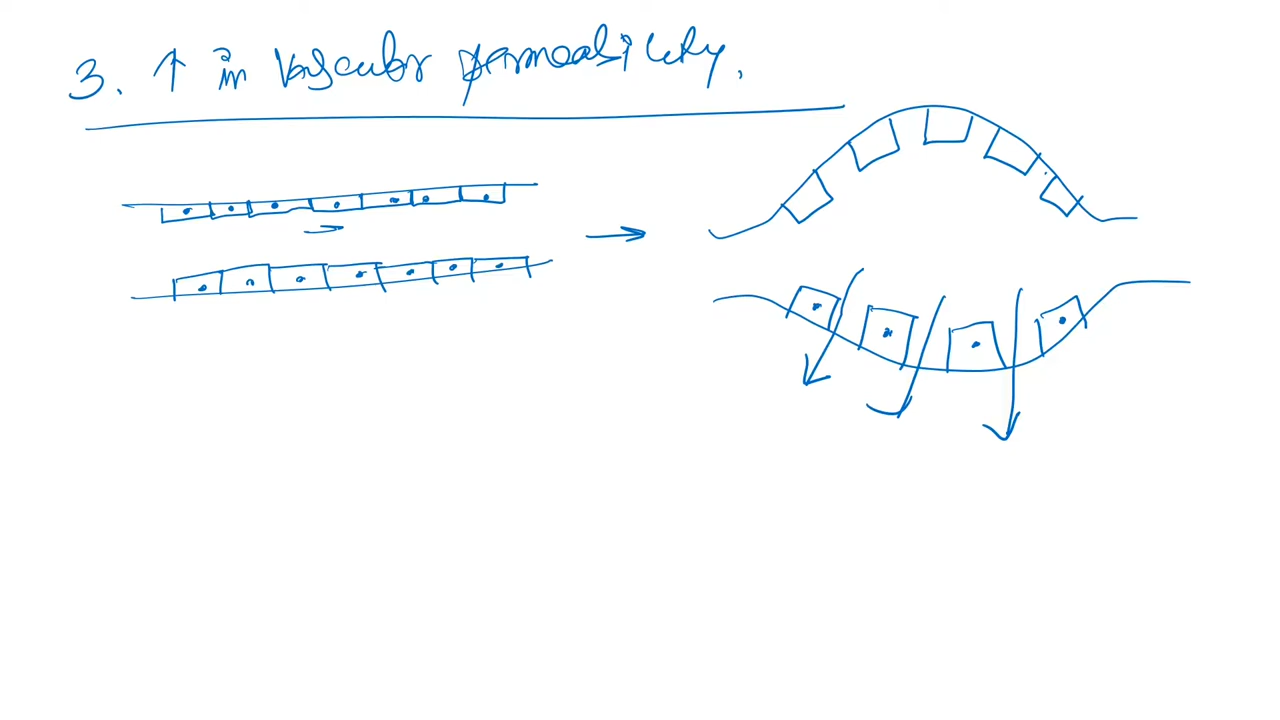 3. ↑ in vascular permeability.